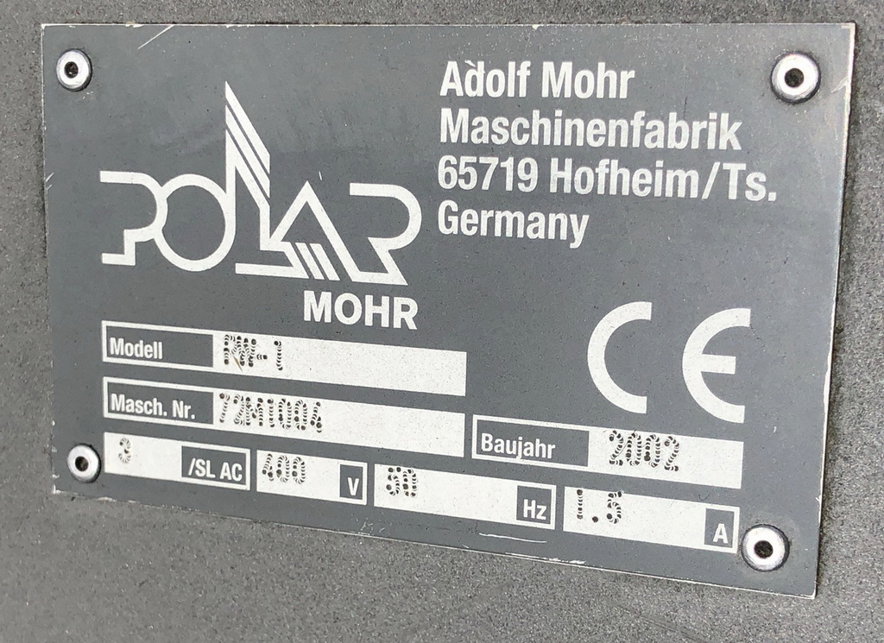 Adolf Mohr
Maschinenfabrik
65719 Hofheim/Ts.
Germany
POLAR
MOHR
CE
Modell
Masch. Nr.
Baujahr 2002
3 /SL AC 400 V 50 Hz 1.5 A